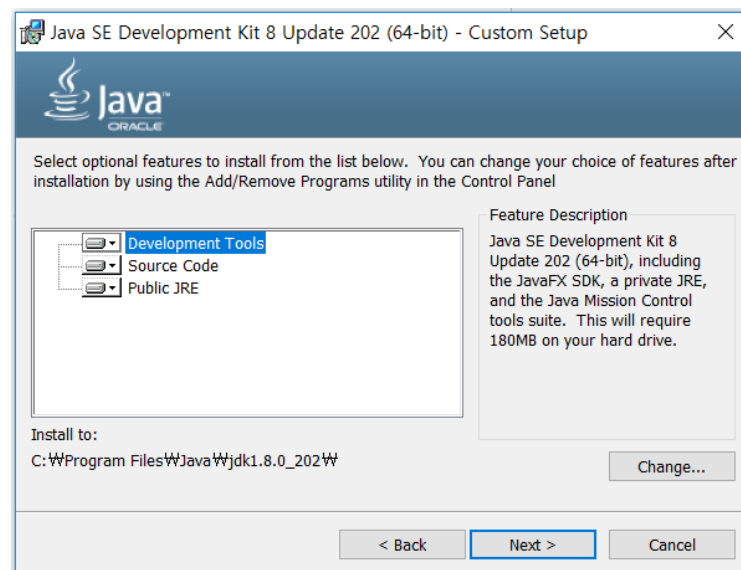 Java SE Development Kit 8 Update 202 (64-bit) - Custom Setup
Java™
ORACLE
Select optional features to install from the list below. You can change your choice of features after
installation by using the Add/Remove Programs utility in the Control Panel
Development Tools
Source Code
Public JRE
Feature Description
Java SE Development Kit 8
Update 202 (64-bit), including
the JavaFX SDK, a private JRE,
and the Java Mission Control
tools suite. This will require
180MB on your hard drive.
Install to:
C:₩Program Files₩Java₩jdk1.8.0_202₩
Change...
< Back
Next >
Cancel